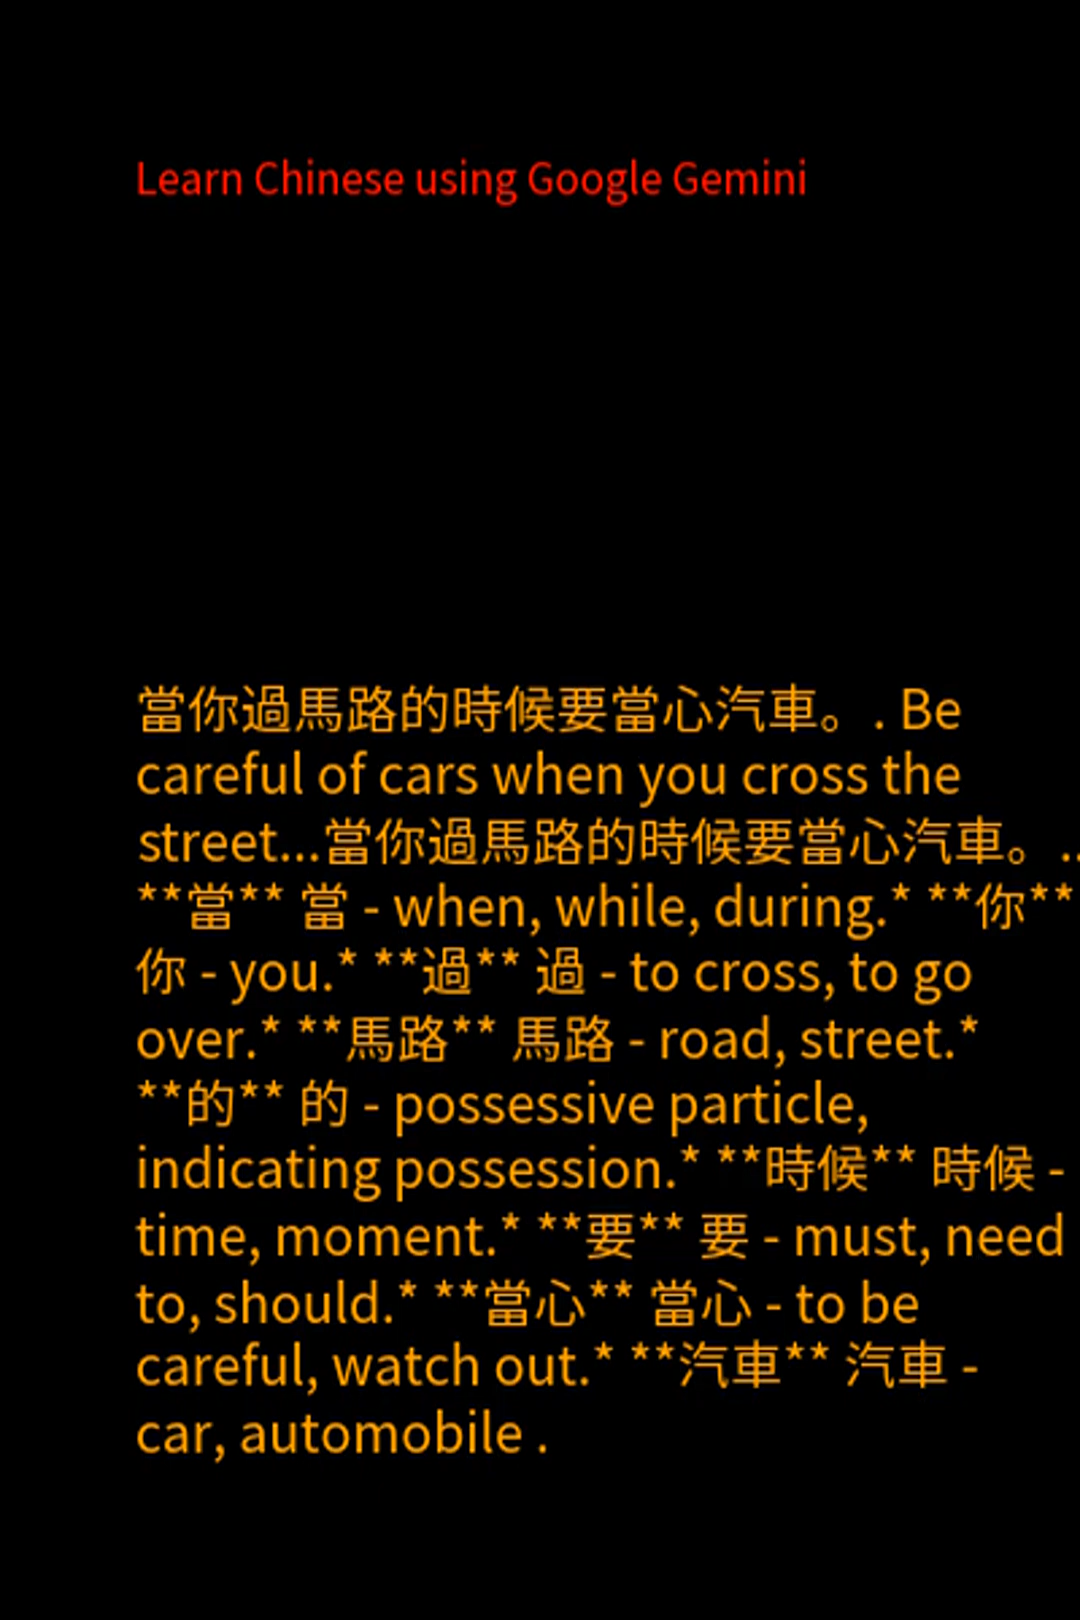 Learn Chinese using Google Gemini
當你過馬路的時候要當心汽車。. Be
careful of cars when you cross the
street...當你過馬路的時候要當心汽車。..
**當** 當 - when, while, during.* **你**
你 - you.* **過** 過 - to cross, to go
over.* **馬路** 馬路 - road, street.*
**的** 的 - possessive particle,
indicating possession.* **時候** 時候 -
time, moment.* **要** 要 - must, need
to, should.* **當心** 當心 - to be
careful, watch out.* **汽車** 汽車 -
car, automobile .